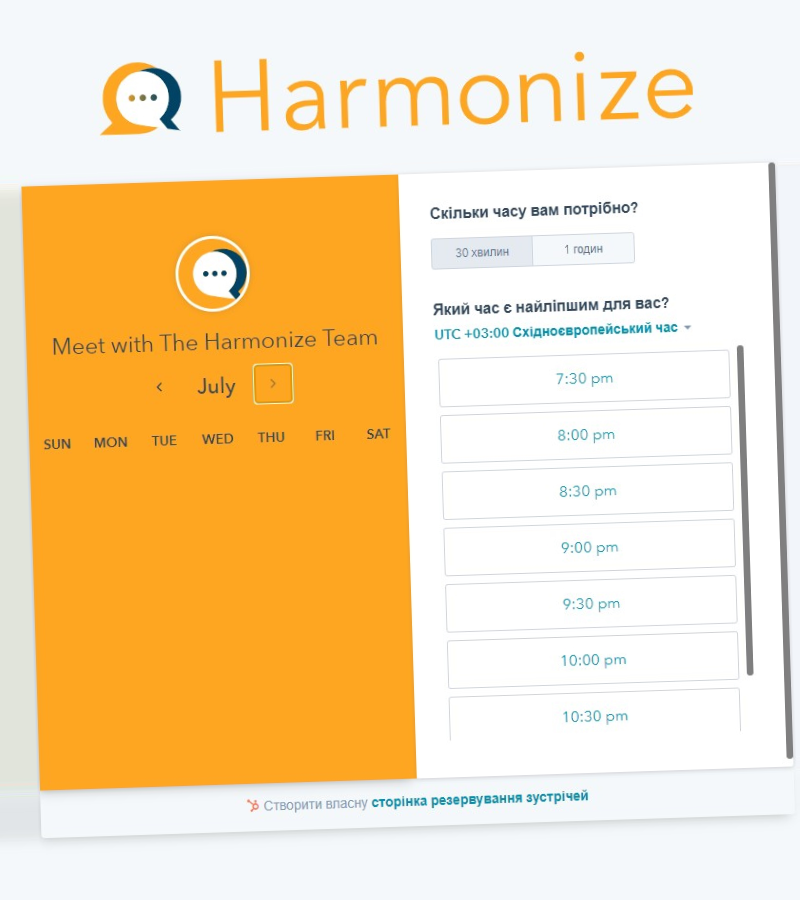 Harmonize
Meet with The Harmonize Team
July
SUN MON TUE WED THU FRI SAT
Скільки часу вам потрібно?
30 хвилин 1 годин
Який час є найліпшим для вас?
UTC +03:00 Східноєвропейський час
7:30 pm
8:00 pm
8:30 pm
9:00 pm
9:30 pm
10:00 pm
10:30 pm
Створити власну сторінка резервування зустрічей